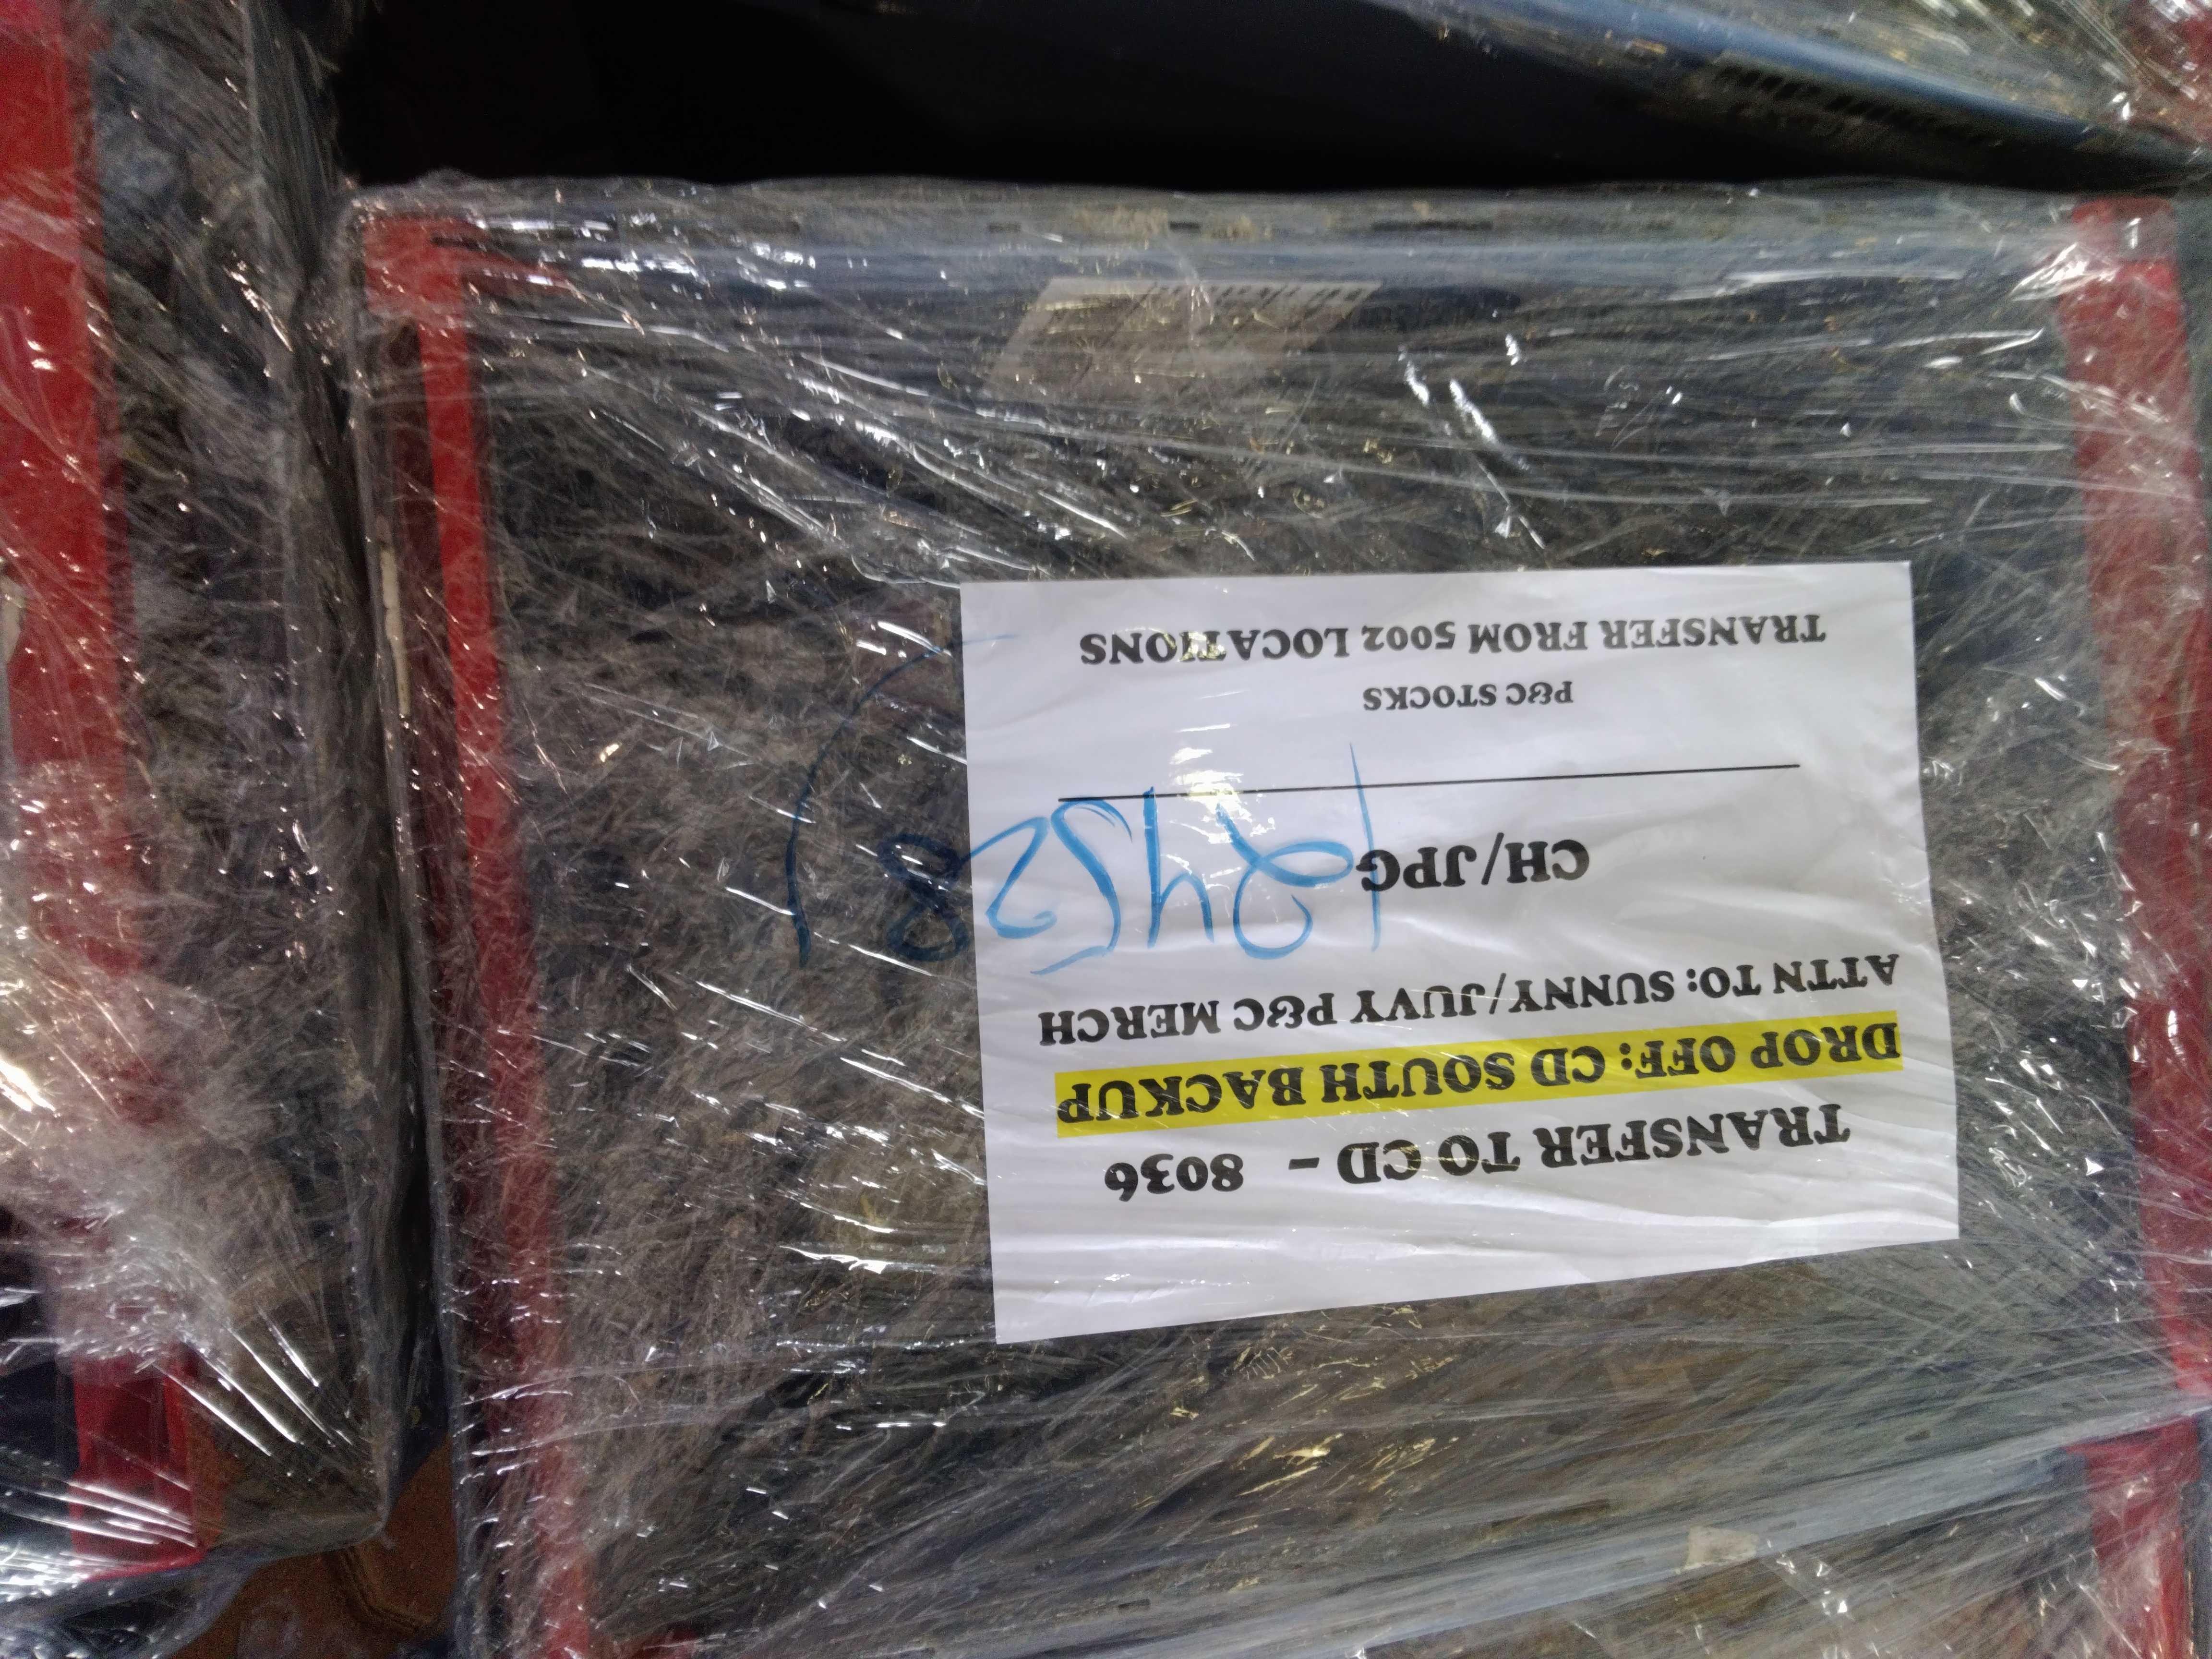 TRANSFER TO CD - 8036
DROP OFF: CD SOUTH BACKUP
ATTN TO: SUNNY/JUVY P&C MERCH
CH/JPG
P&C STOCKS
TRANSFER FROM 5002 LOCATIONS